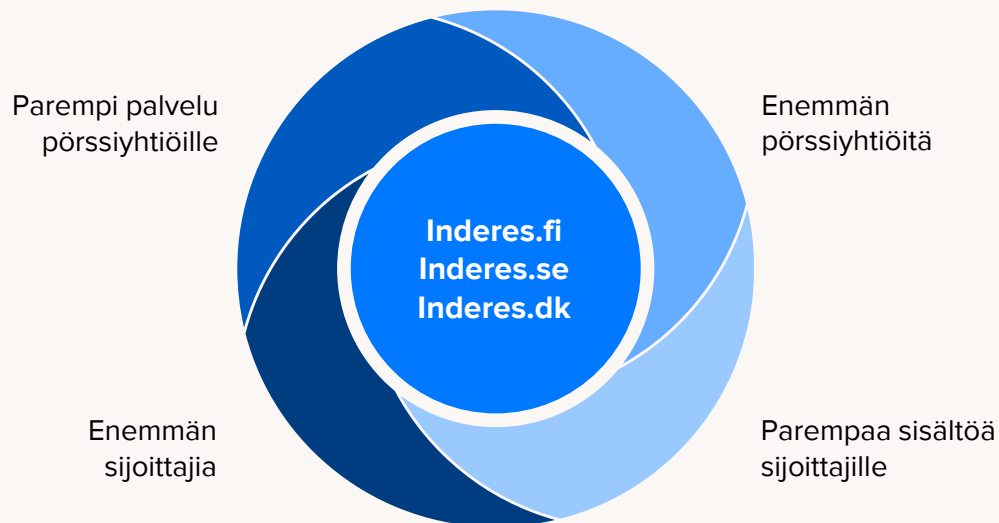 Parempi palvelu
pörssiyhtiöille
Enemmän
pörssiyhtiöitä
Inderes.fi
Inderes.se
Inderes.dk
Enemmän
sijoittajia
Parempaa sisältöä
sijoittajille